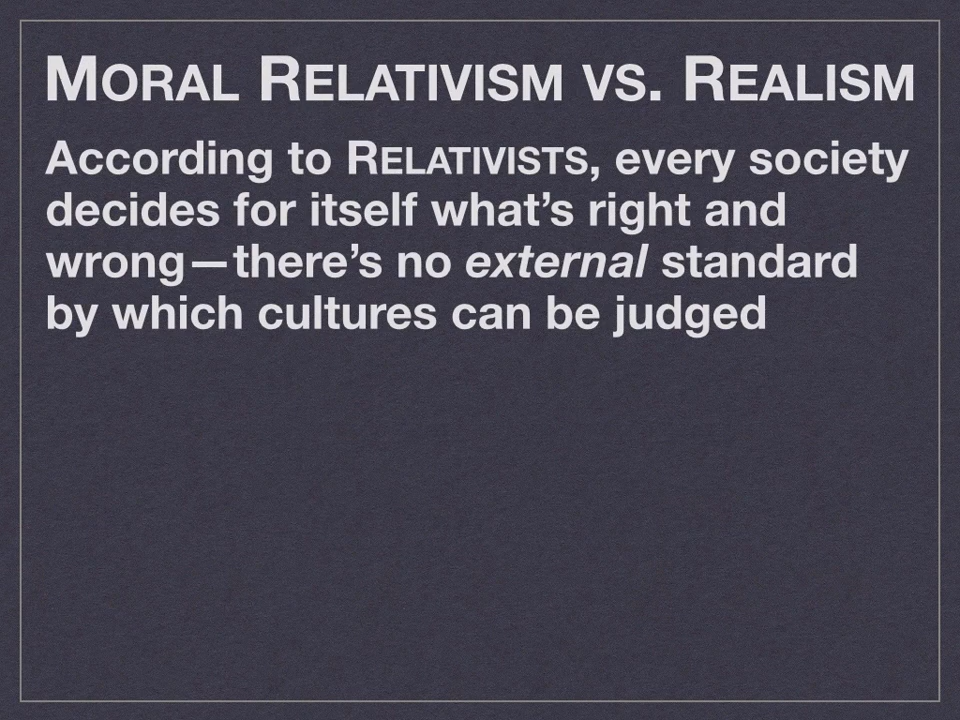 MORAL RELATIVISM VS. REALISM
According to RELATIVISTS, every society
decides for itself what’s right and
wrong—there’s no external standard
by which cultures can be judged